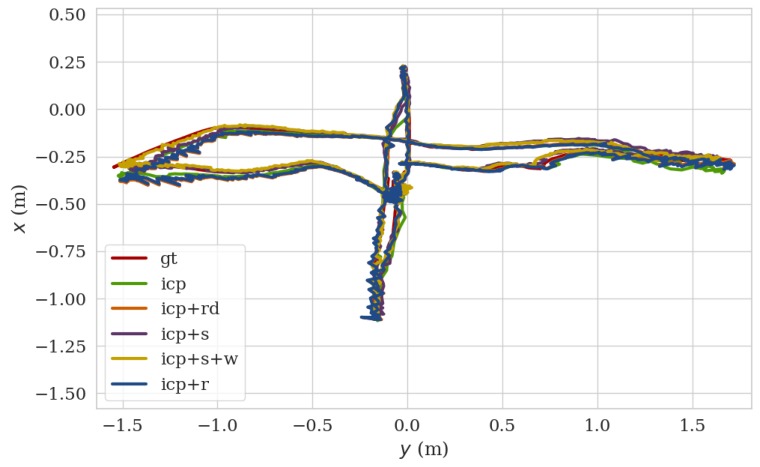 0.50
0.25
0.00
−0.25
−0.50
−0.75
−1.00
−1.25
−1.50
x (m)
gt
icp
icp+rd
icp+s
icp+s+w
icp+r
−1.5 −1.0 −0.5 0.0 0.5 1.0 1.5
y (m)